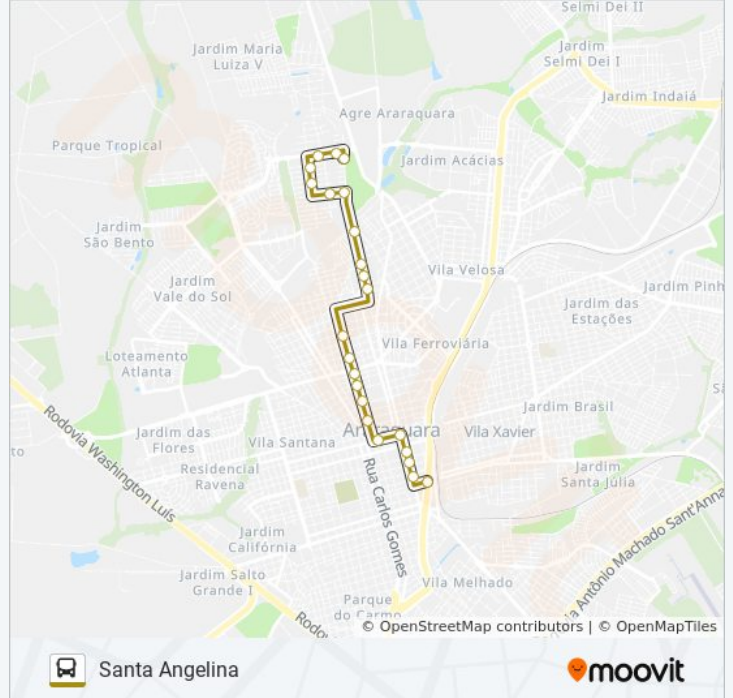 Selmi Dei II
Jardim Maria
Luiza V
Jardim
Selmi Dei I
Jardim Indaiá
Agre Araraquara
Parque Tropical
Jardim Acácias
Jardim
São Bento
Vila Velosa
Jardim
Vale do Sol
Jardim Pinh
Jardim das
Estações
Vila Ferroviária
Loteamento
Atlanta
Jardim Brasil
Rodovia Washington Luís
Jardim das
Flores
Vila Santana
Araraquara
Vila Xavier
Residencial
Ravena
Rua Carlos Gomes
Jardim
Santa Júlia
Jardim
Califórnia
Antônio Machado Sant'Anna
Jardim Salto
Grande I
Vila Melhado
Parque
do Carmo
Rodov
© OpenStreetMap contributors | © OpenMapTiles
Santa Angelina
moovit